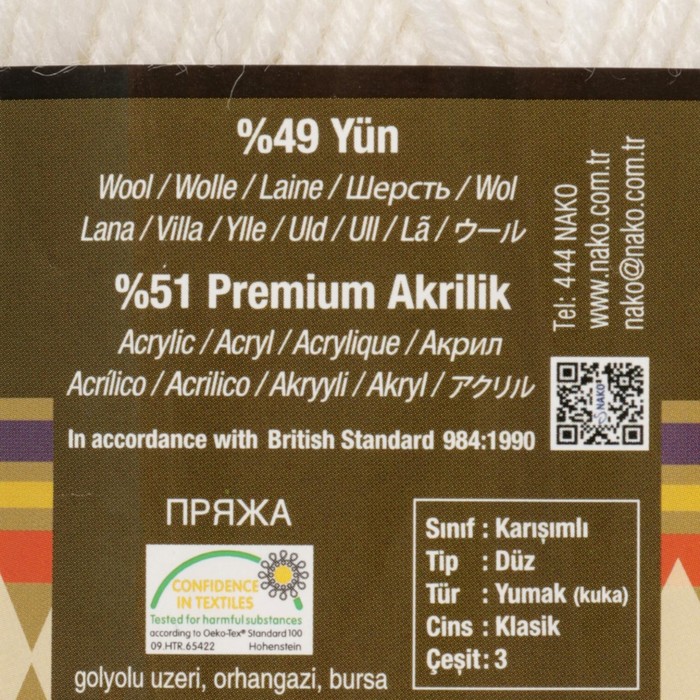 %49 Yün
Wool / Wolle / Laine / Шерсть / Wol
Lana / Villa / Ylle / Uld / Ull / Lã / ウール
%51 Premium Akrilik
Acrylic / Acryl / Acrylique / Акрил
Acrílico / Acrilico / Akryyli / Akryl / アクリル
In accordance with British Standard 984:1990
Tel: 444 NAKO
www.nako.com.tr
nako@nako.com.tr
NAKO
ПРЯЖА
CONFIDENCE
IN TEXTILES
Tested for harmful substances
according to Oeko-Tex® Standard 100
09.HTR.65422 Hohenstein
golyolu uzeri, orhangazi, bursa
Sınıf : Karışımlı
Tip : Düz
Tür : Yumak (kuka)
Cins : Klasik
Çeşit : 3